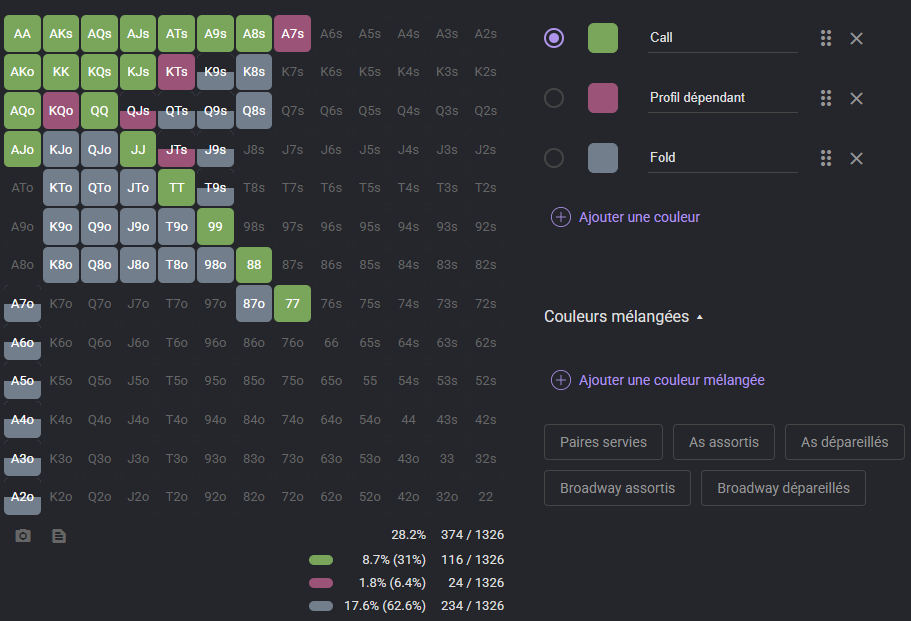 AA AKs AQs AJs ATs A9s A8s A7s A6s A5s A4s A3s A2s
AKo KK KQs KJs KTs K9s K8s K7s K6s K5s K4s K3s K2s
AQo KQo QQ QJs QTs Q9s Q8s Q7s Q6s Q5s Q4s Q3s Q2s
AJo KJo QJo JJ JTs J9s J8s J7s J6s J5s J4s J3s J2s
ATo KTo QTo JTo TT T9s T8s T7s T6s T5s T4s T3s T2s
A9o K9o Q9o J9o T9o 99 98s 97s 96s 95s 94s 93s 92s
A8o K8o Q8o J8o T8o 98o 88 87s 86s 85s 84s 83s 82s
A7o K7o Q7o J7o T7o 97o 87o 77 76s 75s 74s 73s 72s
A6o K6o Q6o J6o T6o 96o 86o 76o 66 65s 64s 63s 62s
A5o K5o Q5o J5o T5o 95o 85o 75o 65o 55 54s 53s 52s
A4o K4o Q4o J4o T4o 94o 84o 74o 64o 54o 44 43s 42s
A3o K3o Q3o J3o T3o 93o 83o 73o 63o 53o 43o 33 32s
A2o K2o Q2o J2o T2o 92o 82o 72o 62o 52o 42o 32o 22
28.2% 374 / 1326
8.7% (31%) 116 / 1326
1.8% (6.4%) 24 / 1326
17.6% (62.6%) 234 / 1326
Call
Profil dépendant
Fold
Ajouter une couleur
Couleurs mélangées
Ajouter une couleur mélangée
Paires servies As assortis As dépareillés
Broadway assortis Broadway dépareillés